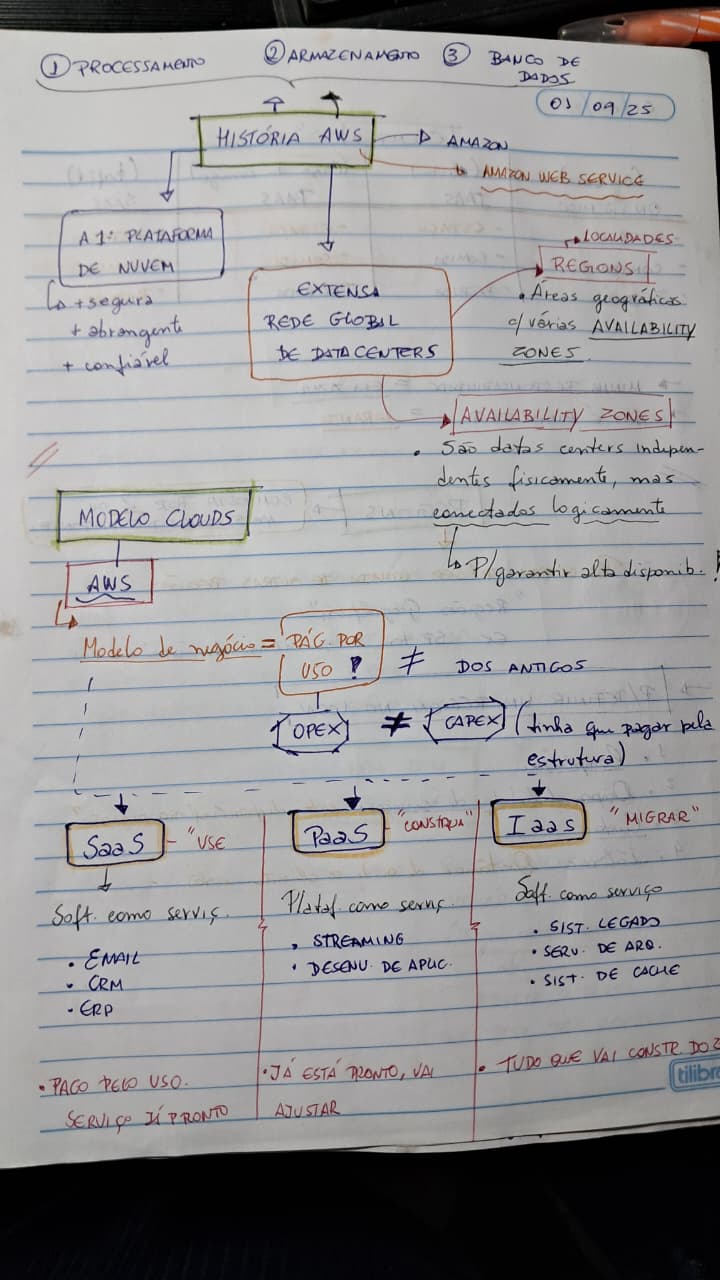 ① PROCESSAMENTO ② ARMAZENAMENTO ③ BANCO DE
DADOS
01/09/25
HISTÓRIA AWS → AMAZON
AMAZON WEB SERVICE
A 1ª PLATAFORMA
DE NUVEM
+ segura
+ abrangente
+ confiável
EXTENSA
REDE GLOBAL
DE DATACENTERS
LOCALIDADES
REGIONS
• Áreas geográficas
c/ várias AVAILABILITY
ZONES.
AVAILABILITY ZONES
• São datas centers indepen-
dentes fisicamente, mas
conectados logicamente
P/garantir alta disponib.!
MODELO CLOUDS
AWS
Modelo de negócio = PÁG POR
USO! ≠ DOS ANTIGOS
OPEX ≠ CAPEX (tinha que pagar pela
estrutura)
SaaS - "USE
Soft. como serviç.
• EMAIL
• CRM
• ERP
• PAGO PELO USO.
SERVIÇO JÁ PRONTO
PaaS - "CONSTRUA"
Plataf. como serviç
• STREAMING
• DESENV. DE APLIC.
• JÁ ESTÁ PRONTO, VAI
AJUSTAR
Iaas "MIGRAR"
Soft. como serviço
• SIST. LEGADO
• SERV. DE ARQ.
• SIST. DE CACHE
• TUDO QUE VAI CONSTR. DO
tilibra